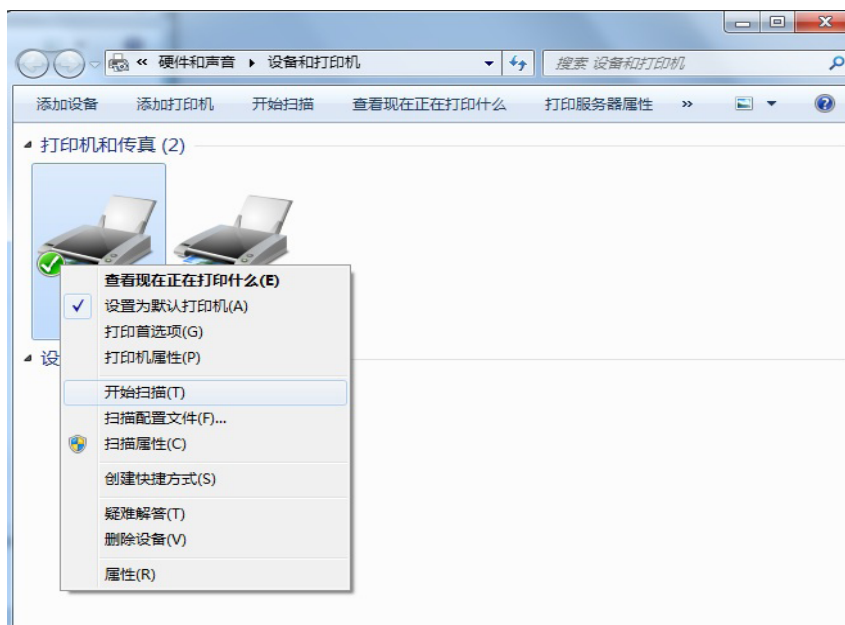 « 硬件和声音 ▸ 设备和打印机
搜索 设备和打印机
添加设备 添加打印机 开始扫描 查看现在正在打印什么 打印服务器属性 »
打印机和传真 (2)
查看现在正在打印什么(E)
设置为默认打印机(A)
打印首选项(G)
打印机属性(P)
设
开始扫描(T)
扫描配置文件(F)...
扫描属性(C)
创建快捷方式(S)
疑难解答(T)
删除设备(V)
属性(R)